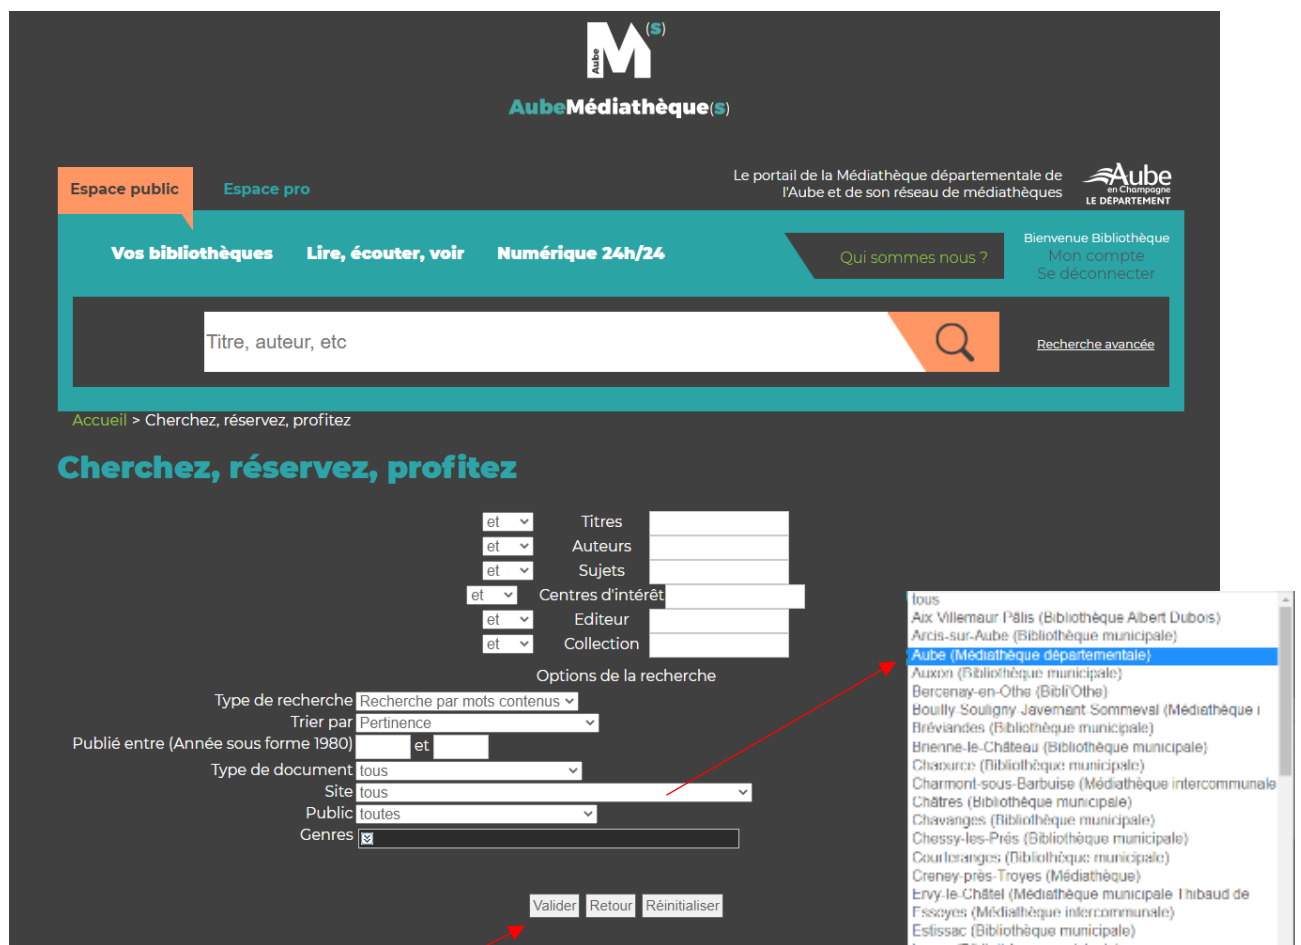 (s)
Aube
M
AubeMédiathèque(s)
Espace public
Espace pro
Le portail de la Médiathèque départementale de
l'Aube et de son réseau de médiathèques
Aube
en Champagne
LE DÉPARTEMENT
Vos bibliothèques
Lire, écouter, voir
Numérique 24h/24
Qui sommes nous ?
Bienvenue Bibliothèque
Mon compte
Se déconnecter
Titre, auteur, etc
Recherche avancée
Accueil > Cherchez, réservez, profitez
Cherchez, réservez, profitez
et Titres
et Auteurs
et Sujets
et Centres d'intérêt
et Editeur
et Collection
Options de la recherche
Type de recherche Recherche par mots contenus
Trier par Pertinence
Publié entre (Année sous forme 1980) et
Type de document tous
Site tous
Public toutes
Genres
Valider Retour Réinitialiser
tous
Aix Villemaur Pâlis (Bibliothèque Albert Dubois)
Arcis-sur-Aube (Bibliothèque municipale)
Aube (Médiathèque départementale)
Auxon (Bibliothèque municipale)
Bercenay-en-Othe (Bibli'Othe)
Bouilly-Souligny-Javernant-Sommeval (Médiathèque i
Bréviandes (Bibliothèque municipale)
Brienne-le-Château (Bibliothèque municipale)
Chaource (Bibliothèque municipale)
Charmont-sous-Barbuise (Médiathèque intercommunale
Châtres (Bibliothèque municipale)
Chavanges (Bibliothèque municipale)
Chessy-les-Prés (Bibliothèque municipale)
Courteranges (Bibliothèque municipale)
Creney-près-Troyes (Médiathèque)
Ervy-le-Châtel (Médiathèque municipale Thibaud de
Essoyes (Médiathèque intercommunale)
Estissac (Bibliothèque municipale)